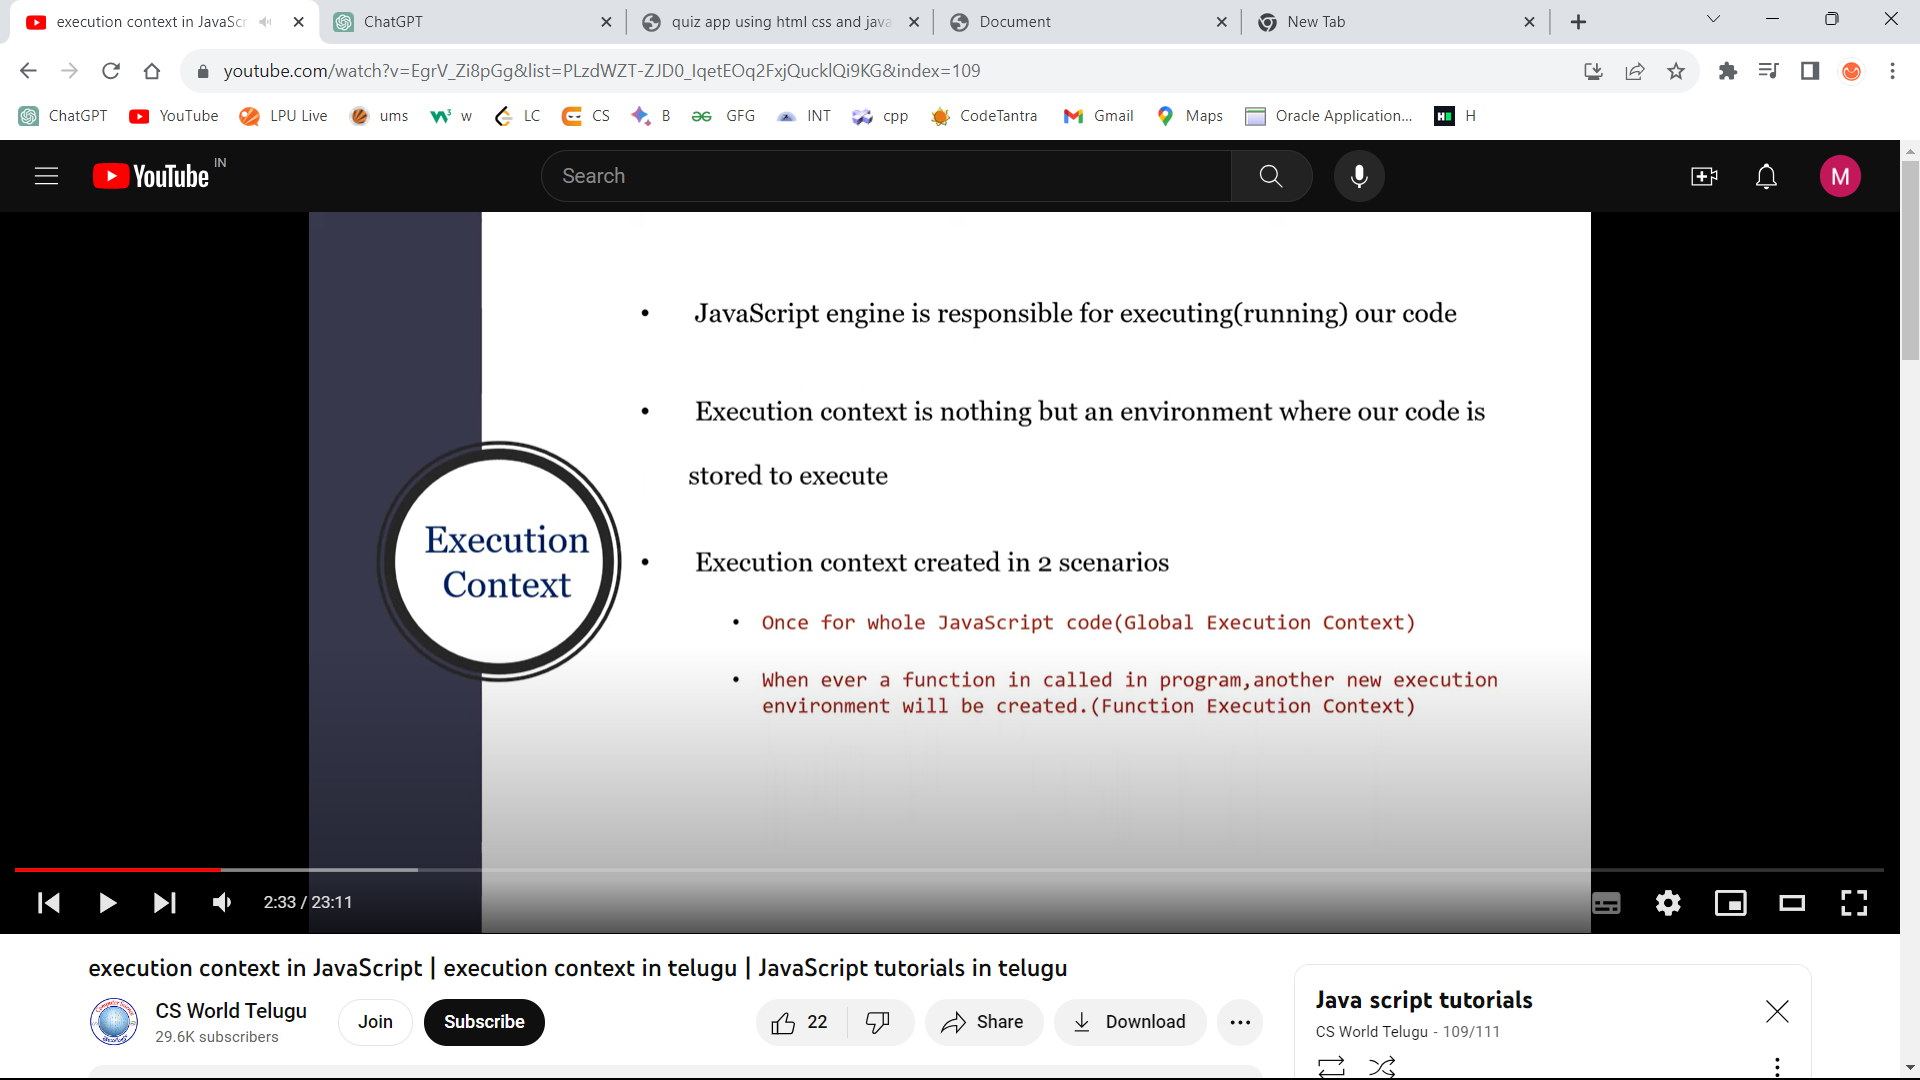 execution context in JavaScr
ChatGPT
quiz app using html css and java
Document
New Tab
youtube.com/watch?v=EgrV_Zi8pGg&list=PLzdWZT-ZJD0_IqetEOq2FxjQucklQi9KG&index=109
ChatGPT
YouTube
LPU Live
ums
w
LC
CS
B
GFG
INT
cpp
CodeTantra
Gmail
Maps
Oracle Application...
H
YouTube IN
Search
M
• JavaScript engine is responsible for executing(running) our code
• Execution context is nothing but an environment where our code is
stored to execute
Execution
Context
• Execution context created in 2 scenarios
• Once for whole JavaScript code(Global Execution Context)
• When ever a function in called in program,another new execution
environment will be created.(Function Execution Context)
2:33 / 23:11
execution context in JavaScript | execution context in telugu | JavaScript tutorials in telugu
CS World Telugu
29.6K subscribers
Join
Subscribe
22
Share
Download
Java script tutorials
CS World Telugu - 109/111